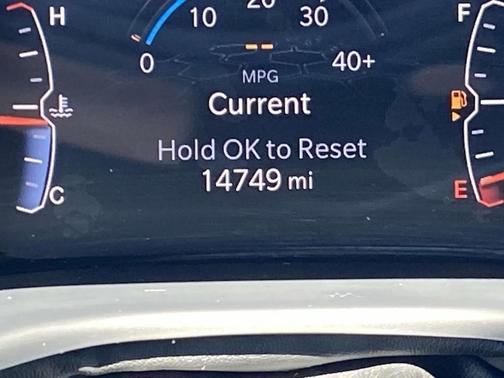 H
10
20
30
F
0
--
40+
MPG
Current
Hold OK to Reset
14749 mi
C
E